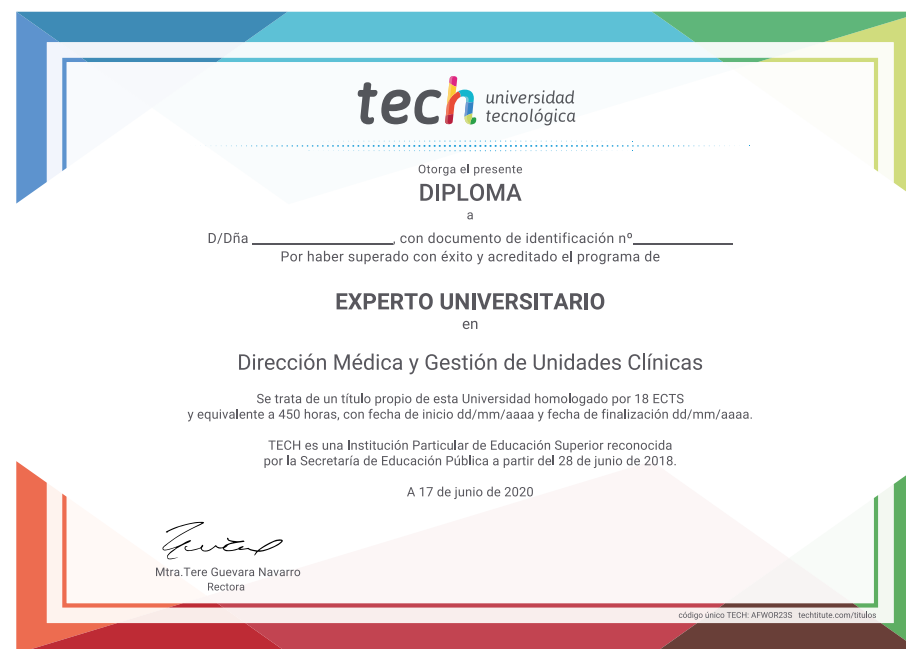 tech universidad
tecnológica
Otorga el presente
DIPLOMA
a
D/Dña ____________________, con documento de identificación nº______________
Por haber superado con éxito y acreditado el programa de
EXPERTO UNIVERSITARIO
en
Dirección Médica y Gestión de Unidades Clínicas
Se trata de un título propio de esta Universidad homologado por 18 ECTS
y equivalente a 450 horas, con fecha de inicio dd/mm/aaaa y fecha de finalización dd/mm/aaaa.
TECH es una Institución Particular de Educación Superior reconocida
por la Secretaría de Educación Pública a partir del 28 de junio de 2018.
A 17 de junio de 2020
Mtra.Tere Guevara Navarro
Rectora
código único TECH: AFWOR23S techtitute.com/titulos